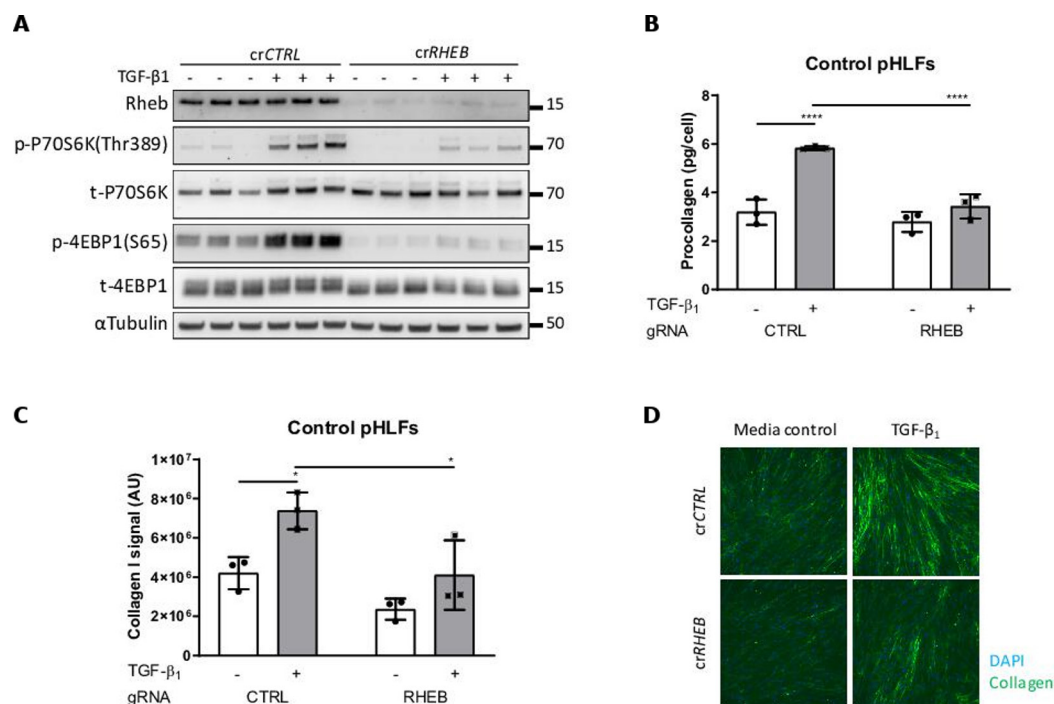 A
crCTRL crRHEB
TGF-β1 - - - + + + - - - + + +
Rheb 15
p-P70S6K(Thr389) 70
t-P70S6K 70
p-4EBP1(S65) 15
t-4EBP1 15
αTubulin 50
B
Control pHLFs
Procollagen (pg/cell)
8
6
4
2
0
**** ****
TGF-β₁ - + - +
gRNA CTRL RHEB
C
Control pHLFs
Collagen I signal (AU)
1×10⁷
8×10⁶
6×10⁶
4×10⁶
2×10⁶
0
* *
TGF-β₁ - + - +
gRNA CTRL RHEB
D
Media control TGF-β₁
crCTRL
crRHEB
DAPI
Collagen